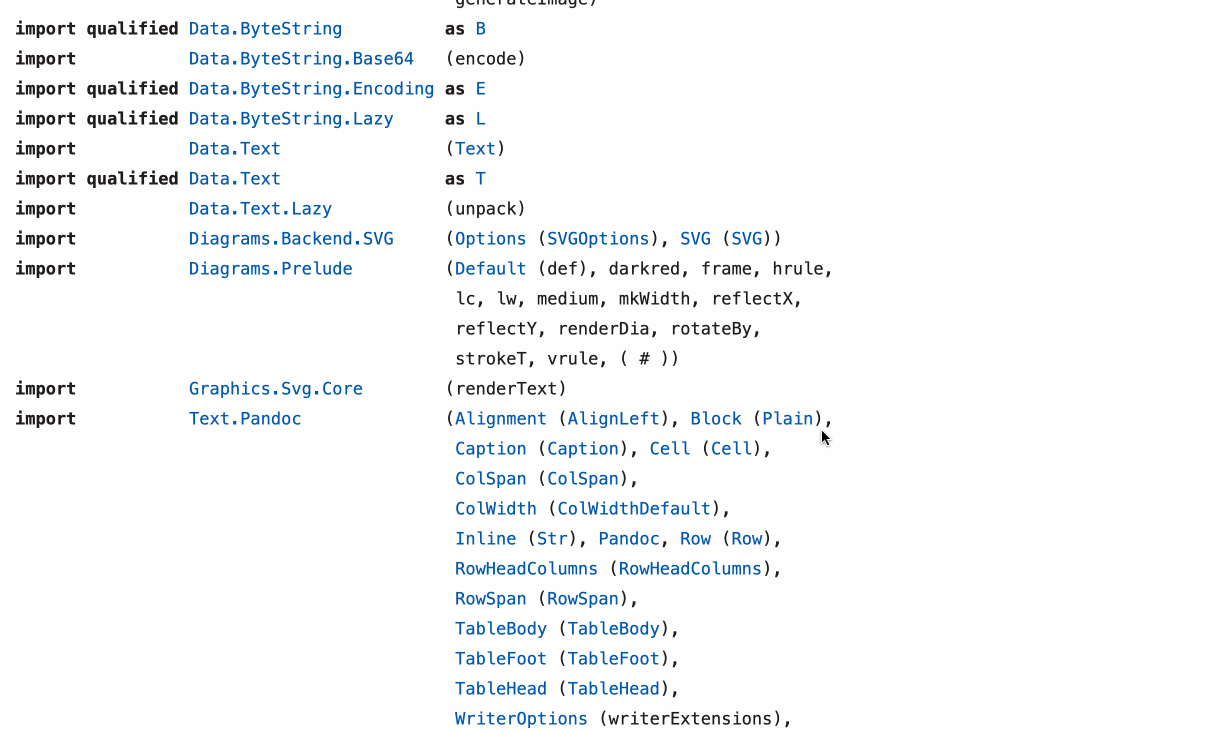 generateImage)
import qualified Data.ByteString           as B
import           Data.ByteString.Base64   (encode)
import qualified Data.ByteString.Encoding as E
import qualified Data.ByteString.Lazy     as L
import           Data.Text                (Text)
import qualified Data.Text                as T
import           Data.Text.Lazy           (unpack)
import           Diagrams.Backend.SVG     (Options (SVGOptions), SVG (SVG))
import           Diagrams.Prelude         (Default (def), darkred, frame, hrule,
                                           lc, lw, medium, mkWidth, reflectX,
                                           reflectY, renderDia, rotateBy,
                                           strokeT, vrule, ( # ))
import           Graphics.Svg.Core        (renderText)
import           Text.Pandoc              (Alignment (AlignLeft), Block (Plain),
                                           Caption (Caption), Cell (Cell),
                                           ColSpan (ColSpan),
                                           ColWidth (ColWidthDefault),
                                           Inline (Str), Pandoc, Row (Row),
                                           RowHeadColumns (RowHeadColumns),
                                           RowSpan (RowSpan),
                                           TableBody (TableBody),
                                           TableFoot (TableFoot),
                                           TableHead (TableHead),
                                           WriterOptions (writerExtensions),